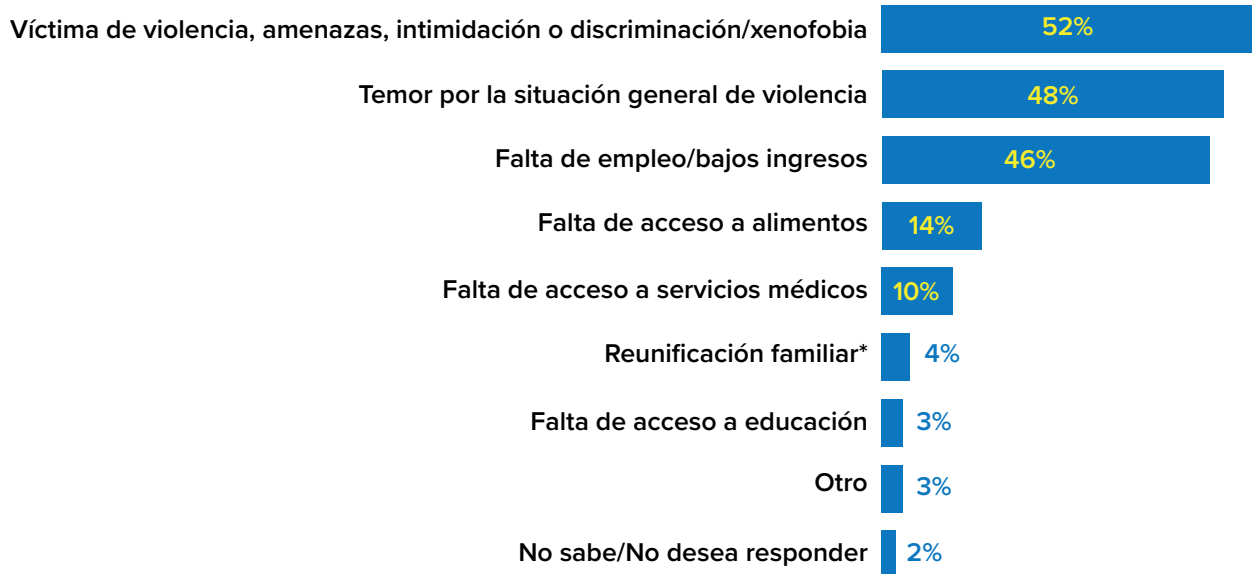 Víctima de violencia, amenazas, intimidación o discriminación/xenofobia 52%
Temor por la situación general de violencia 48%
Falta de empleo/bajos ingresos 46%
Falta de acceso a alimentos 14%
Falta de acceso a servicios médicos 10%
Reunificación familiar* 4%
Falta de acceso a educación 3%
Otro 3%
No sabe/No desea responder 2%